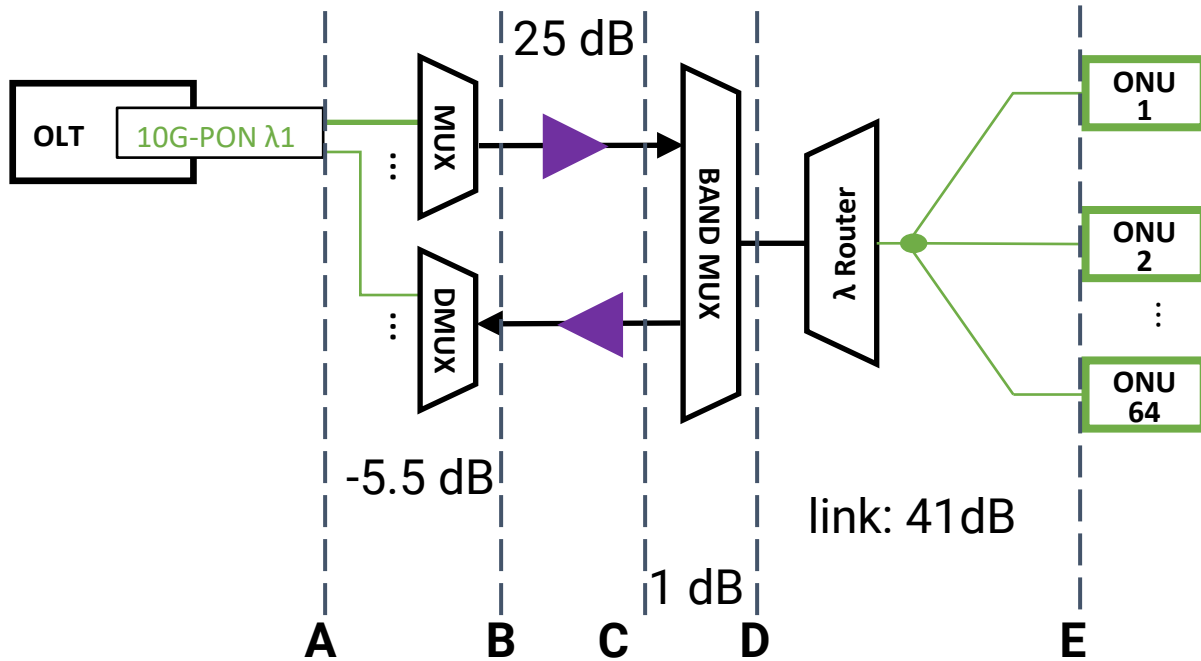 25 dB
OLT
10G-PON λ1
...
MUX
...
DMUX
BAND MUX
λ Router
ONU
1
ONU
2
...
ONU
64
-5.5 dB
link: 41dB
1 dB
A
B
C
D
E